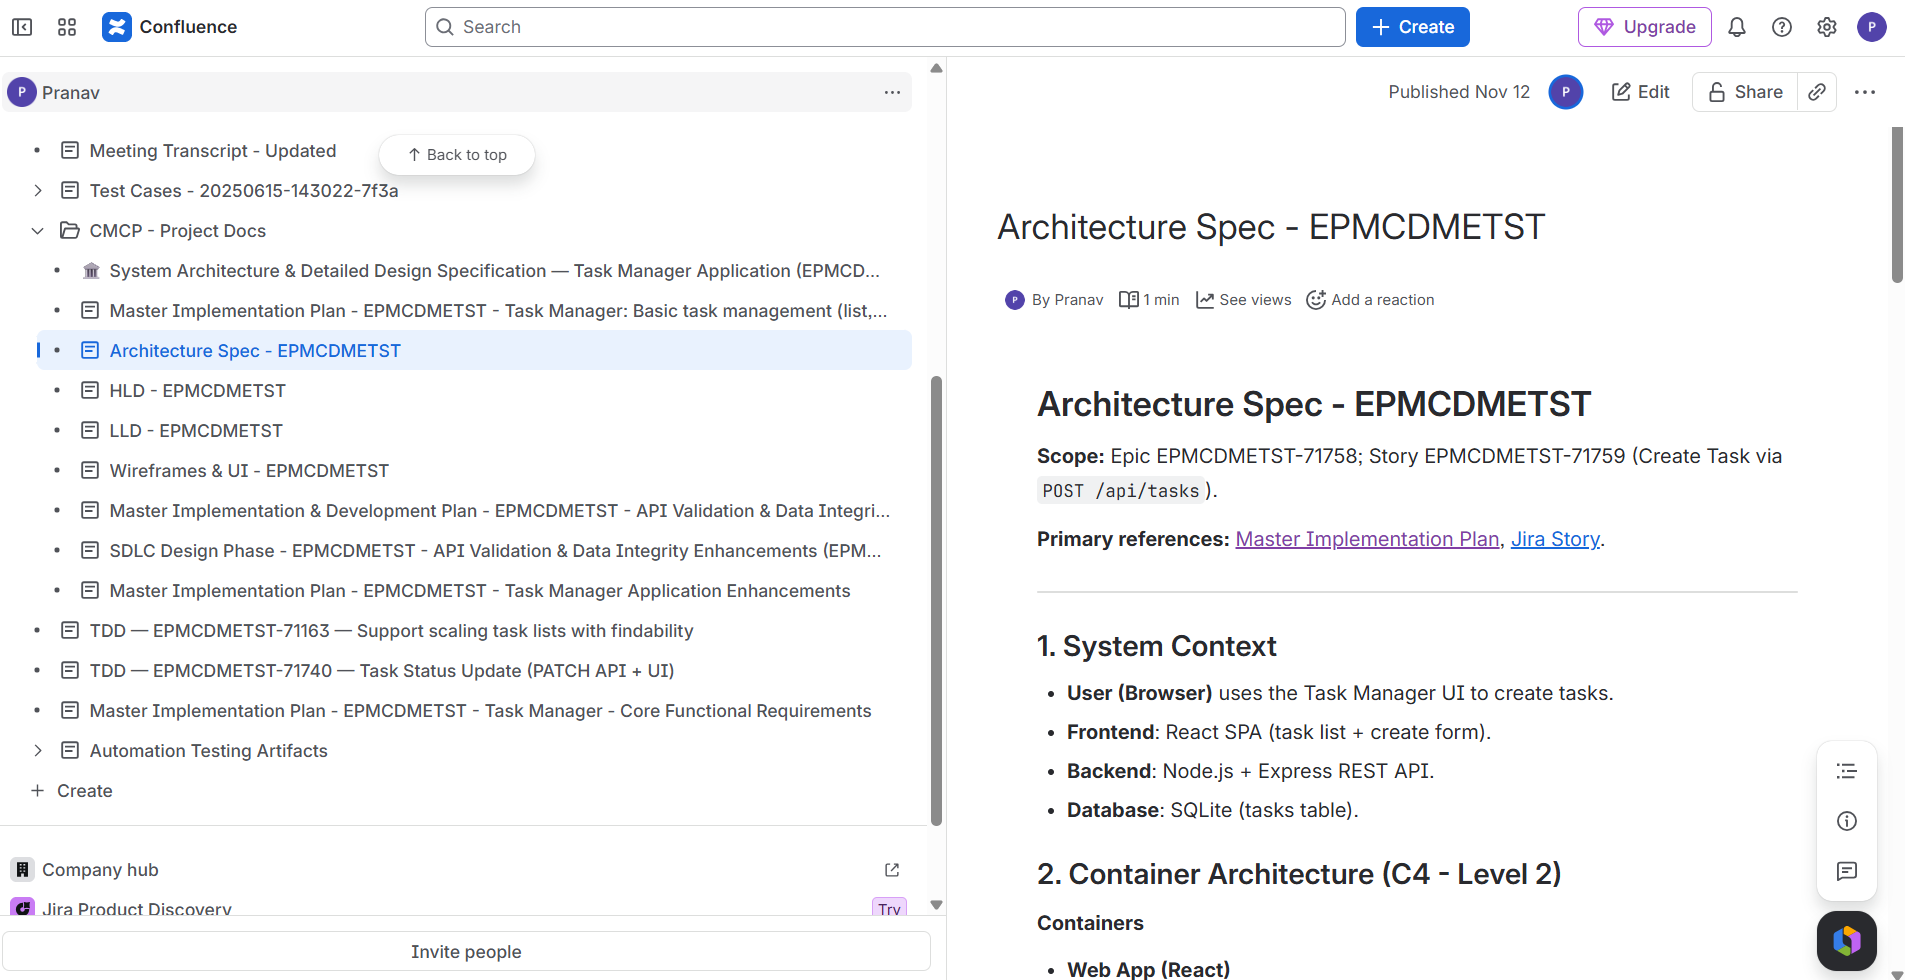 Confluence
Search
Create
Upgrade
P
P Pranav
Meeting Transcript - Updated
Back to top
Test Cases - 20250615-143022-7f3a
CMCP - Project Docs
System Architecture & Detailed Design Specification — Task Manager Application (EPMCD...
Master Implementation Plan - EPMCDMETST - Task Manager: Basic task management (list,...
Architecture Spec - EPMCDMETST
HLD - EPMCDMETST
LLD - EPMCDMETST
Wireframes & UI - EPMCDMETST
Master Implementation & Development Plan - EPMCDMETST - API Validation & Data Integri...
SDLC Design Phase - EPMCDMETST - API Validation & Data Integrity Enhancements (EPM...
Master Implementation Plan - EPMCDMETST - Task Manager Application Enhancements
TDD — EPMCDMETST-71163 — Support scaling task lists with findability
TDD — EPMCDMETST-71740 — Task Status Update (PATCH API + UI)
Master Implementation Plan - EPMCDMETST - Task Manager - Core Functional Requirements
Automation Testing Artifacts
Create
Company hub
Jira Product Discovery Try
Invite people
Published Nov 12 P Edit Share
Architecture Spec - EPMCDMETST
P By Pranav 1 min See views Add a reaction
Architecture Spec - EPMCDMETST
Scope: Epic EPMCDMETST-71758; Story EPMCDMETST-71759 (Create Task via
POST /api/tasks ).
Primary references: Master Implementation Plan, Jira Story.
1. System Context
• User (Browser) uses the Task Manager UI to create tasks.
• Frontend: React SPA (task list + create form).
• Backend: Node.js + Express REST API.
• Database: SQLite (tasks table).
2. Container Architecture (C4 - Level 2)
Containers
• Web App (React)